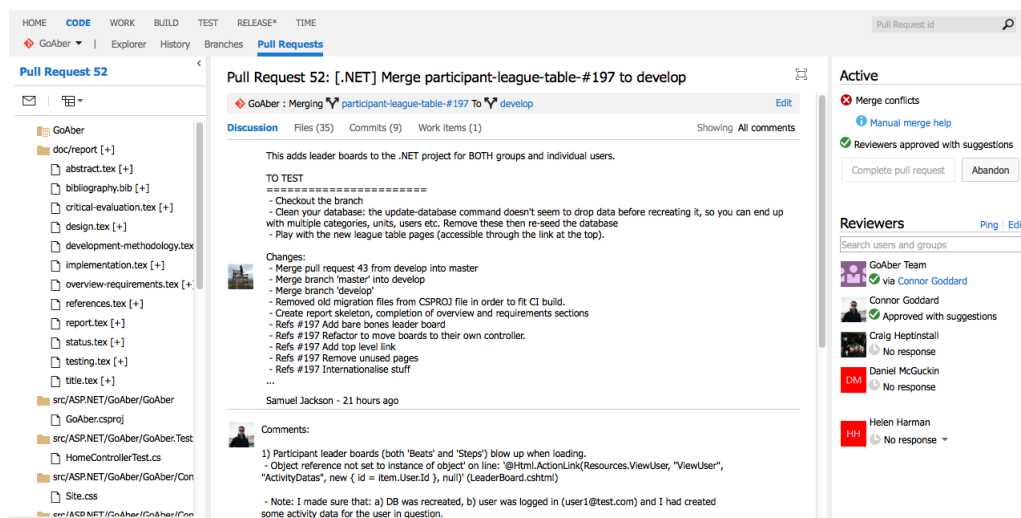 HOME CODE WORK BUILD TEST RELEASE* TIME
Pull Request id
GoAber | Explorer History Branches Pull Requests
Pull Request 52
GoAber
doc/report [+]
abstract.tex [+]
bibliography.bib [+]
critical-evaluation.tex [+]
design.tex [+]
development-methodology.tex
implementation.tex [+]
overview-requirements.tex [+
references.tex [+]
report.tex [+]
status.tex [+]
testing.tex [+]
title.tex [+]
src/ASP.NET/GoAber/GoAber
GoAber.csproj
src/ASP.NET/GoAber/GoAber.Test
HomeControllerTest.cs
src/ASP.NET/GoAber/GoAber/Con
Site.css
src/ASP.NET/GoAber/GoAber/Con
Pull Request 52: [.NET] Merge participant-league-table-#197 to develop
GoAber : Merging participant-league-table-#197 To develop Edit
Discussion Files (35) Commits (9) Work items (1) Showing All comments
This adds leader boards to the .NET project for BOTH groups and individual users.
TO TEST
========================
- Checkout the branch
- Clean your database: the update-database command doesn't seem to drop data before recreating it, so you can end up
with multiple categories, units, users etc. Remove these then re-seed the database
- Play with the new league table pages (accessible through the link at the top).
Changes:
- Merge pull request 43 from develop into master
- Merge branch 'master' into develop
- Merge branch 'develop'
- Removed old migration files from CSPROJ file in order to fit CI build.
- Create report skeleton, completion of overview and requirements sections
- Refs #197 Add bare bones leader board
- Refs #197 Refactor to move boards to their own controller.
- Refs #197 Add top level link
- Refs #197 Remove unused pages
- Refs #197 Internationalise stuff
...
Samuel Jackson - 21 hours ago
Comments:
1) Participant leader boards (both 'Beats' and 'Steps') blow up when loading.
- Object reference not set to instance of object' on line: '@Html.ActionLink(Resources.ViewUser, "ViewUser",
"ActivityDatas", new { id = item.User.Id }, null)' (LeaderBoard.cshtml)
- Note: I made sure that: a) DB was recreated, b) user was logged in (user1@test.com) and I had created
some activity data for the user in question.
Active
Merge conflicts
Manual merge help
Reviewers approved with suggestions
Complete pull request Abandon
Reviewers Ping | Edi
Search users and groups
GoAber Team
via Connor Goddard
Connor Goddard
Approved with suggestions
Craig Heptinstall
No response
DM
Daniel McGuckin
No response
HH
Helen Harman
No response